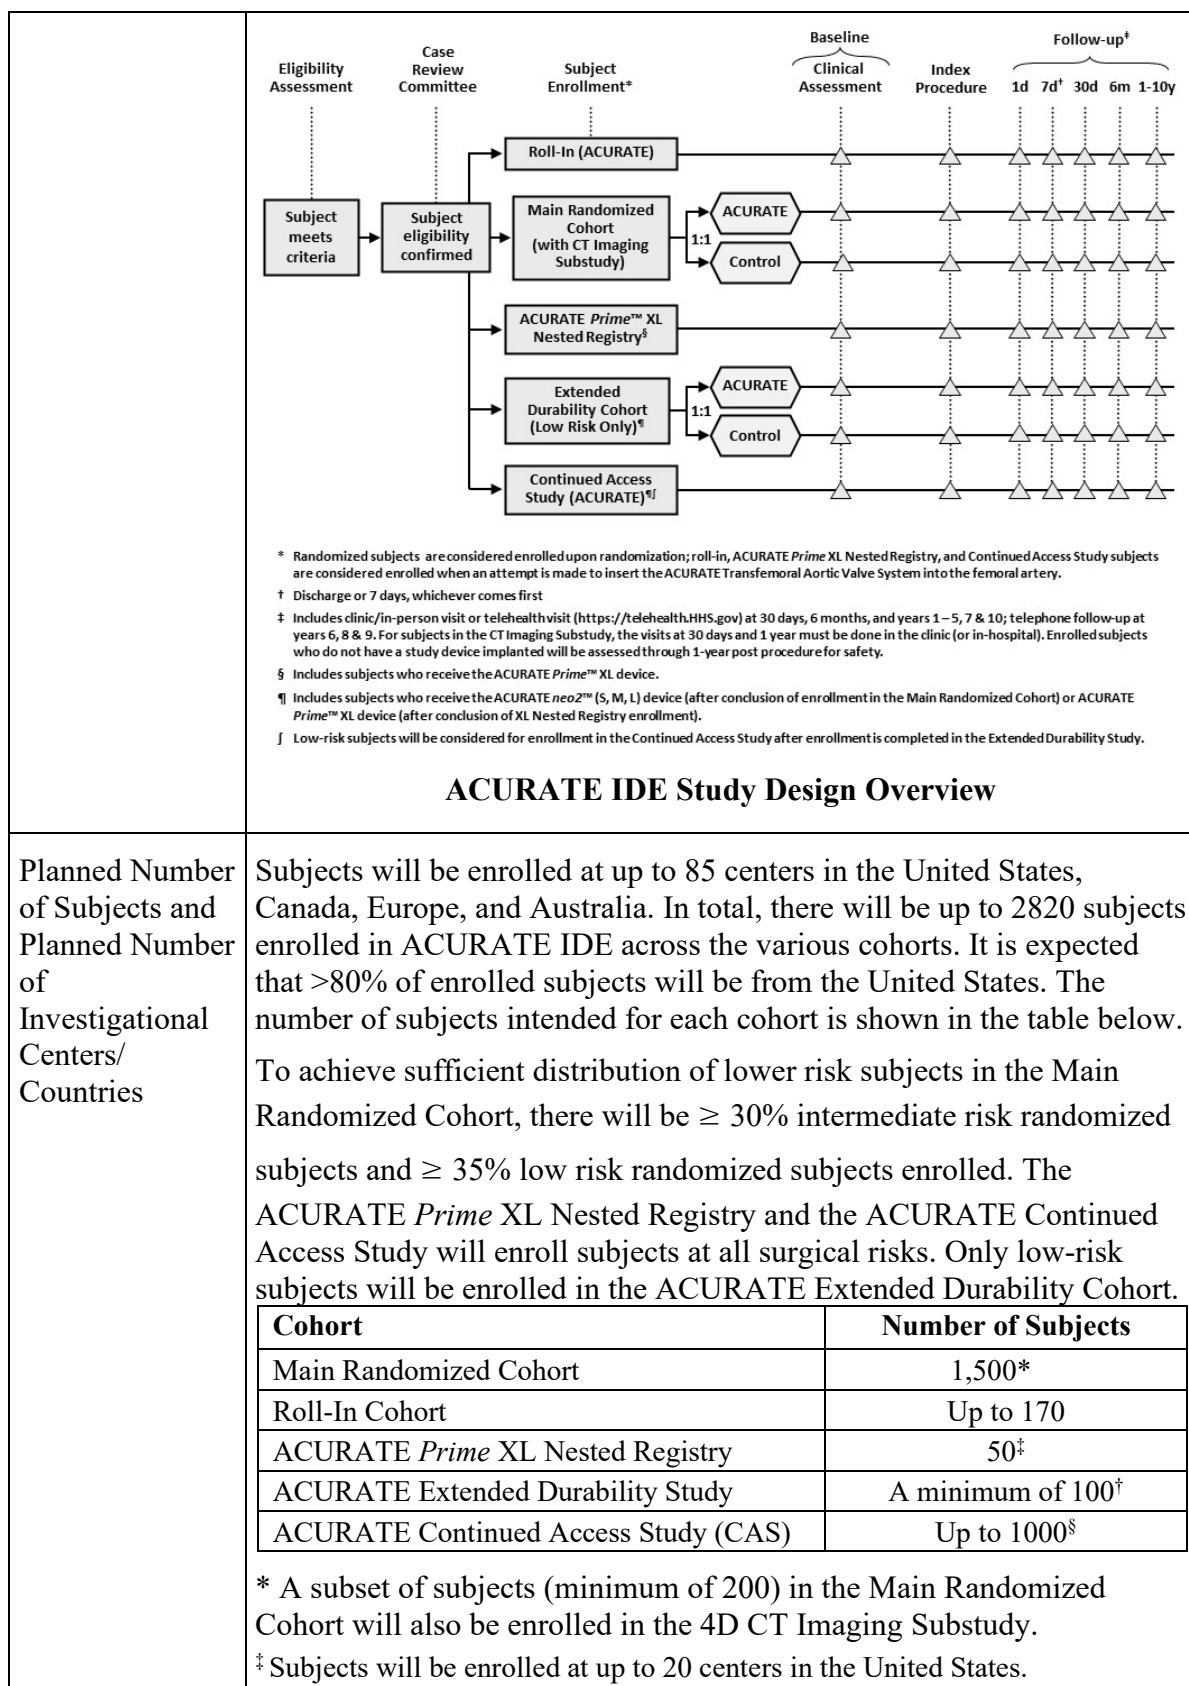 Eligibility
Assessment
Case
Review
Committee
Subject
Enrollment*
Baseline
Clinical
Assessment
Index
Procedure
Follow-up‡
1d 7d† 30d 6m 1-10y
Subject
meets
criteria
Subject
eligibility
confirmed
Roll-In (ACURATE)
Main Randomized
Cohort
(with CT Imaging
Substudy)
1:1
ACURATE
Control
ACURATE Prime™ XL
Nested Registry§
Extended
Durability Cohort
(Low Risk Only)¶
1:1
ACURATE
Control
Continued Access
Study (ACURATE)¶∫
* Randomized subjects are considered enrolled upon randomization; roll-in, ACURATE Prime XL Nested Registry, and Continued Access Study subjects
are considered enrolled when an attempt is made to insert the ACURATE Transfemoral Aortic Valve System into the femoral artery.
† Discharge or 7 days, whichever comes first
‡ Includes clinic/in-person visit or telehealth visit (https://telehealth.HHS.gov) at 30 days, 6 months, and years 1 – 5, 7 & 10; telephone follow-up at
years 6, 8 & 9. For subjects in the CT Imaging Substudy, the visits at 30 days and 1 year must be done in the clinic (or in-hospital). Enrolled subjects
who do not have a study device implanted will be assessed through 1-year post procedure for safety.
§ Includes subjects who receive the ACURATE Prime™ XL device.
¶ Includes subjects who receive the ACURATE neo2™ (S, M, L) device (after conclusion of enrollment in the Main Randomized Cohort) or ACURATE
Prime™ XL device (after conclusion of XL Nested Registry enrollment).
∫ Low-risk subjects will be considered for enrollment in the Continued Access Study after enrollment is completed in the Extended Durability Study.
ACURATE IDE Study Design Overview
Planned Number
of Subjects and
Planned Number
of
Investigational
Centers/
Countries
Subjects will be enrolled at up to 85 centers in the United States,
Canada, Europe, and Australia. In total, there will be up to 2820 subjects
enrolled in ACURATE IDE across the various cohorts. It is expected
that >80% of enrolled subjects will be from the United States. The
number of subjects intended for each cohort is shown in the table below.
To achieve sufficient distribution of lower risk subjects in the Main
Randomized Cohort, there will be ≥ 30% intermediate risk randomized
subjects and ≥ 35% low risk randomized subjects enrolled. The
ACURATE Prime XL Nested Registry and the ACURATE Continued
Access Study will enroll subjects at all surgical risks. Only low-risk
subjects will be enrolled in the ACURATE Extended Durability Cohort.
Cohort Number of Subjects
Main Randomized Cohort 1,500*
Roll-In Cohort Up to 170
ACURATE Prime XL Nested Registry 50‡
ACURATE Extended Durability Study A minimum of 100†
ACURATE Continued Access Study (CAS) Up to 1000§
* A subset of subjects (minimum of 200) in the Main Randomized
Cohort will also be enrolled in the 4D CT Imaging Substudy.
‡ Subjects will be enrolled at up to 20 centers in the United States.